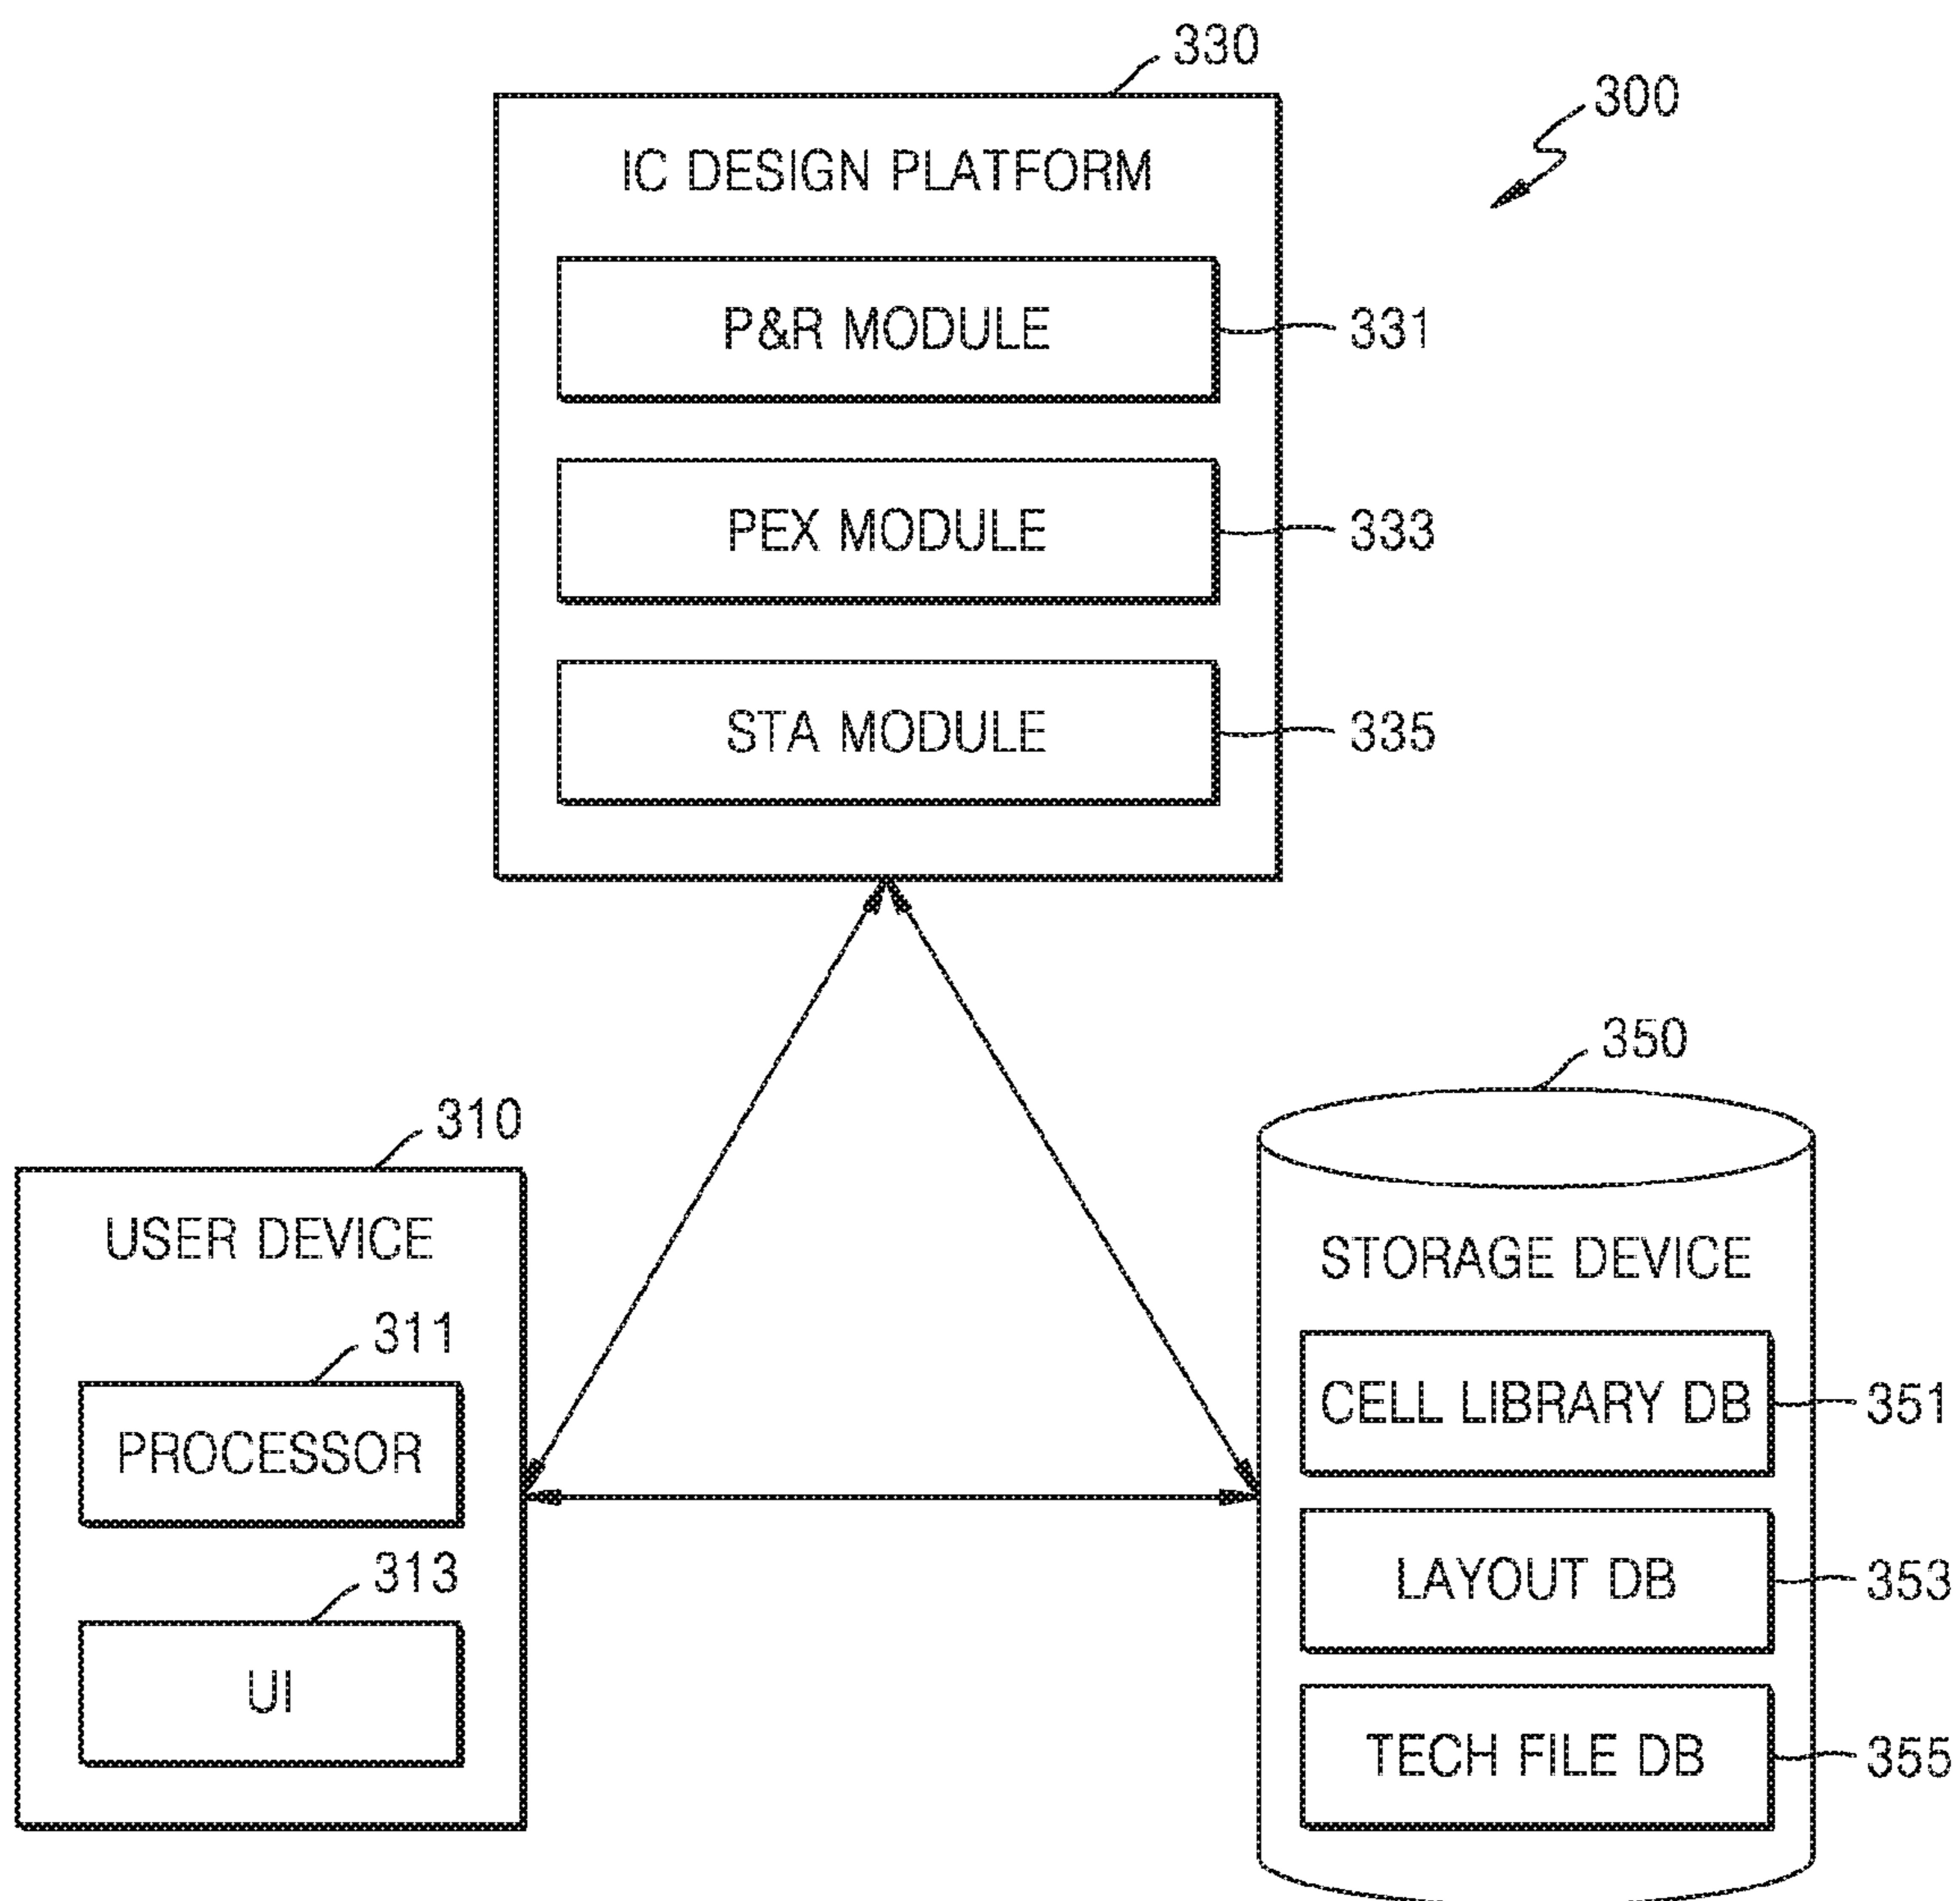 330
300
IC DESIGN PLATFORM
P&R MODULE
331
PEX MODULE
333
STA MODULE
335
350
310
USER DEVICE
STORAGE DEVICE
311
PROCESSOR
CELL LIBRARY DB
351
313
LAYOUT DB
353
UI
TECH FILE DB
355